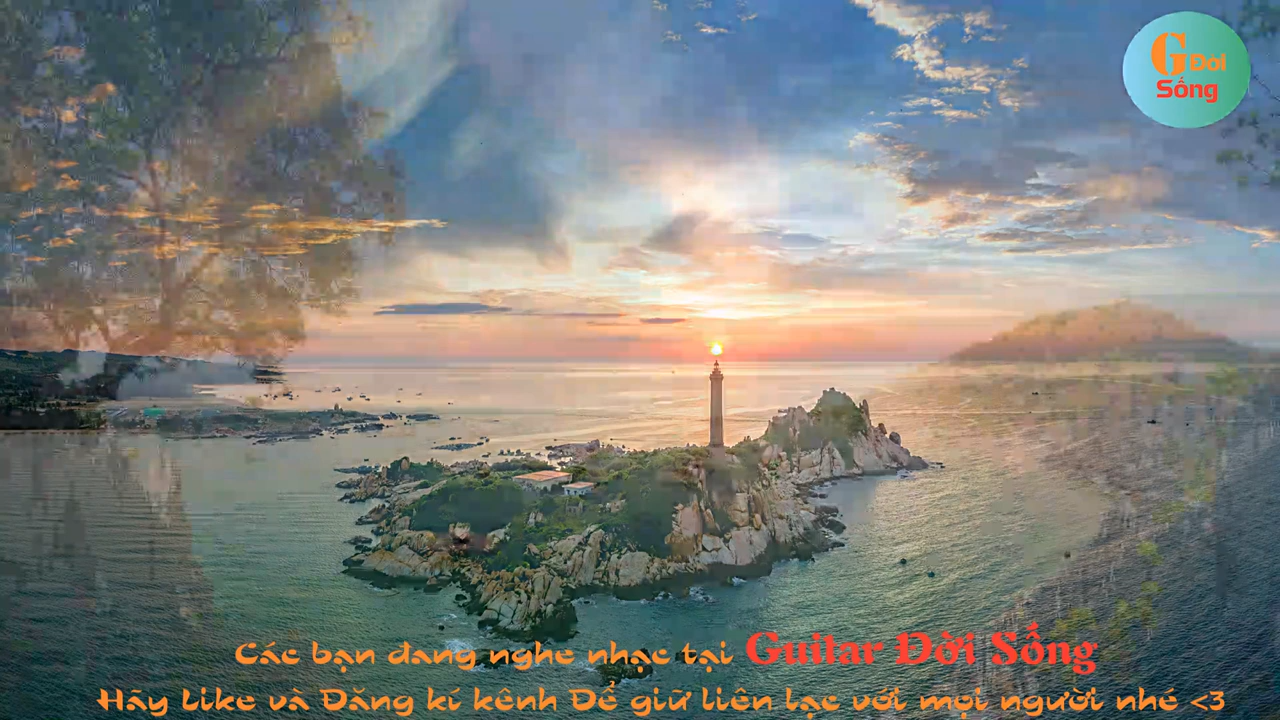 G Đoi
Sống
Các bạn đang nghe nhạc tại Guitar Đời Sống
Hãy Like và Đăng kí kênh Để giữ liên lạc với mọi người nhé <3